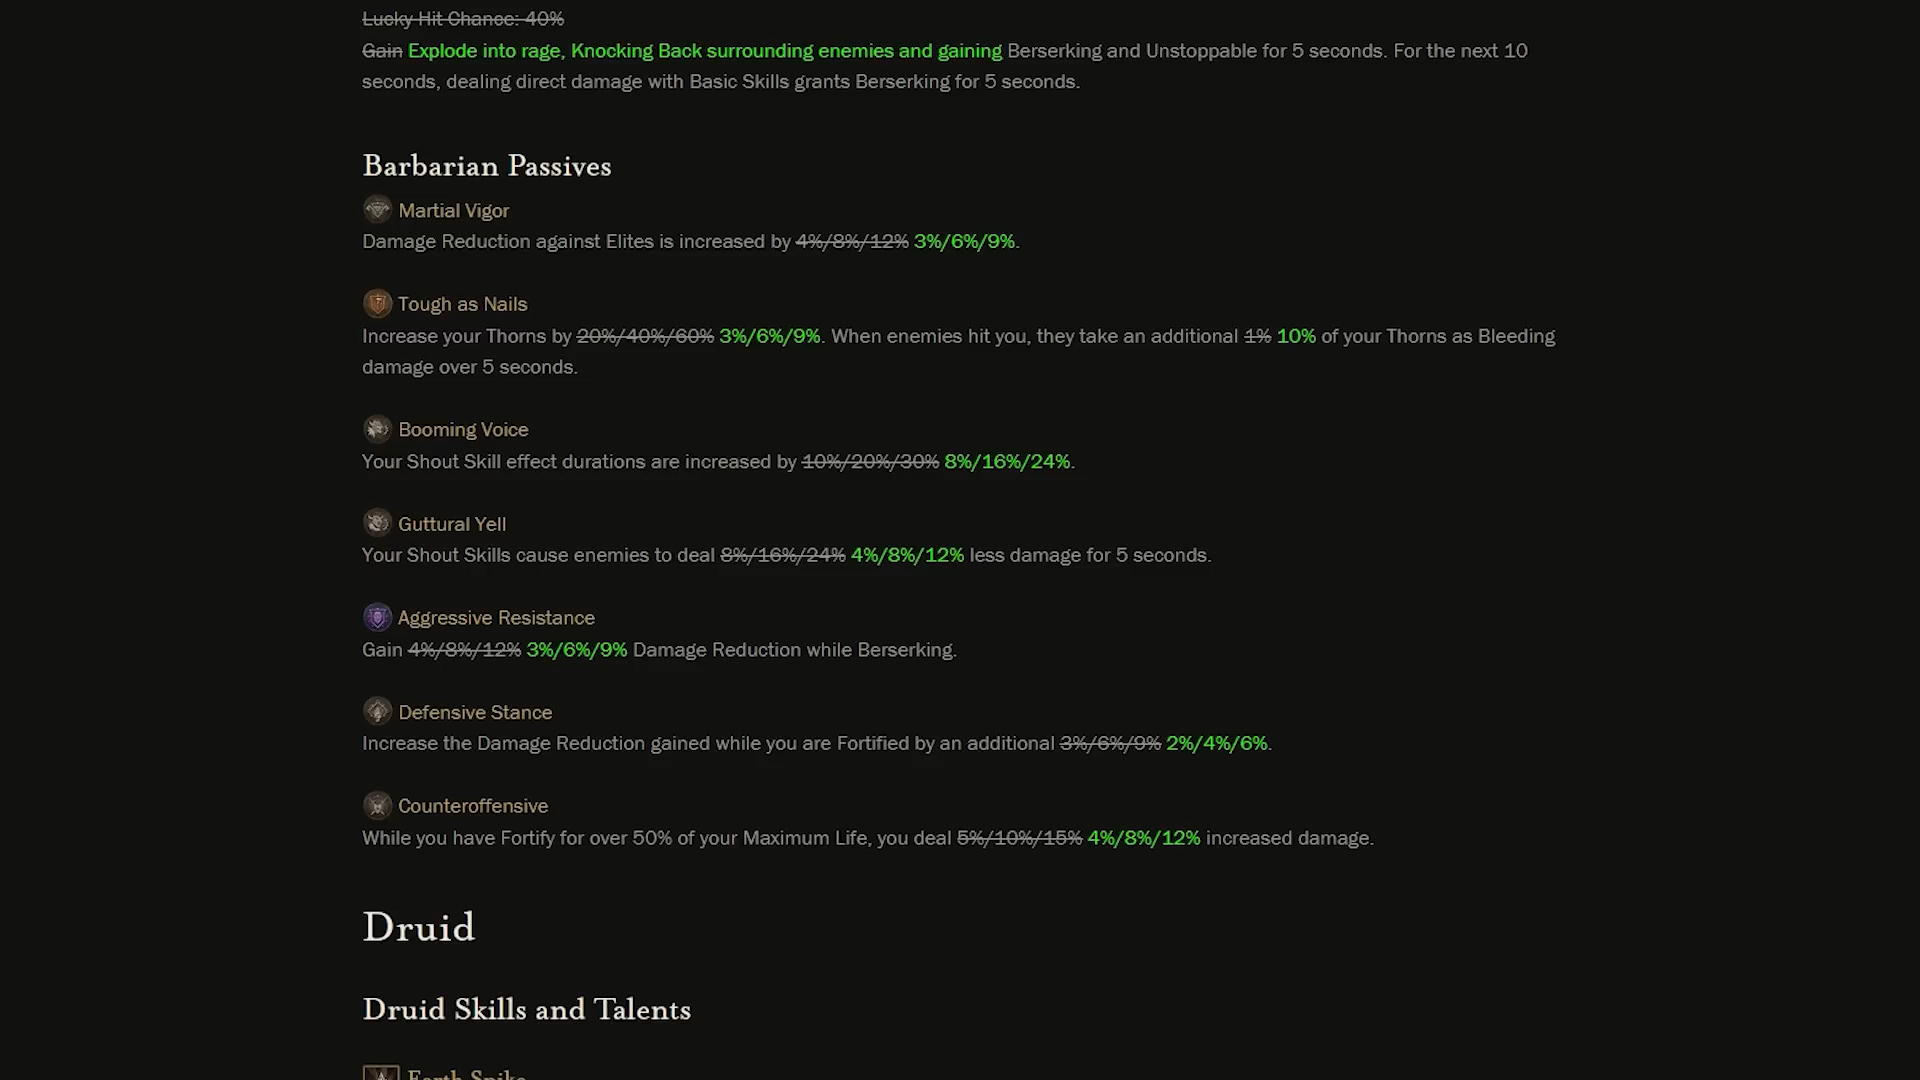 Lucky Hit Chance: 40%
Gain Explode into rage, Knocking Back surrounding enemies and gaining Berserking and Unstoppable for 5 seconds. For the next 10
seconds, dealing direct damage with Basic Skills grants Berserking for 5 seconds.
Barbarian Passives
Martial Vigor
Damage Reduction against Elites is increased by 4%/8%/12% 3%/6%/9%.
Tough as Nails
Increase your Thorns by 20%/40%/60% 3%/6%/9%. When enemies hit you, they take an additional 1% 10% of your Thorns as Bleeding
damage over 5 seconds.
Booming Voice
Your Shout Skill effect durations are increased by 10%/20%/30% 8%/16%/24%.
Guttural Yell
Your Shout Skills cause enemies to deal 8%/16%/24% 4%/8%/12% less damage for 5 seconds.
Aggressive Resistance
Gain 4%/8%/12% 3%/6%/9% Damage Reduction while Berserking.
Defensive Stance
Increase the Damage Reduction gained while you are Fortified by an additional 3%/6%/9% 2%/4%/6%.
Counteroffensive
While you have Fortify for over 50% of your Maximum Life, you deal 5%/10%/15% 4%/8%/12% increased damage.
Druid
Druid Skills and Talents
Earth Spike